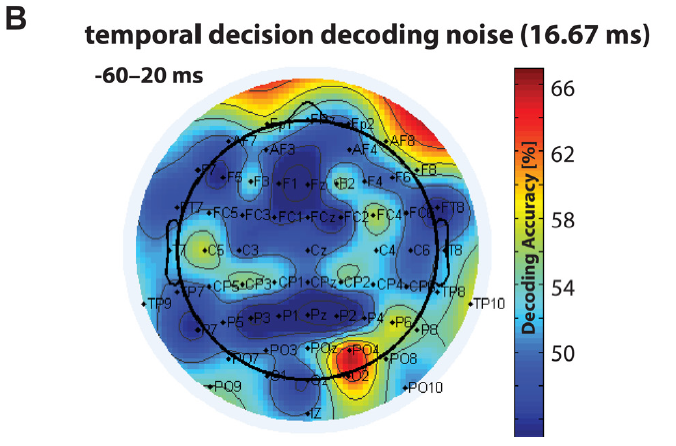 B
temporal decision decoding noise (16.67 ms)
-60–20 ms
Fp1 Fp2
AF7 AF3 AF4 AF8
F7 F5 F3 F1 Fz F4 F6 F8
FT7 FC5 FC3 FC1 FCz FC2 FC4 FT8
T7 C5 C3 Cz C4 C6 T8
TP9 TP7 CP5 CP3 CP1 CPz CP2 CP4 TP8 TP10
P7 P5 P3 P1 Pz P2 P4 P6 P8
PO7 PO3 POz PO4 PO8
PO9 O1 Oz O2 PO10
IZ
66
62
58
54
50
Decoding Accuracy [%]